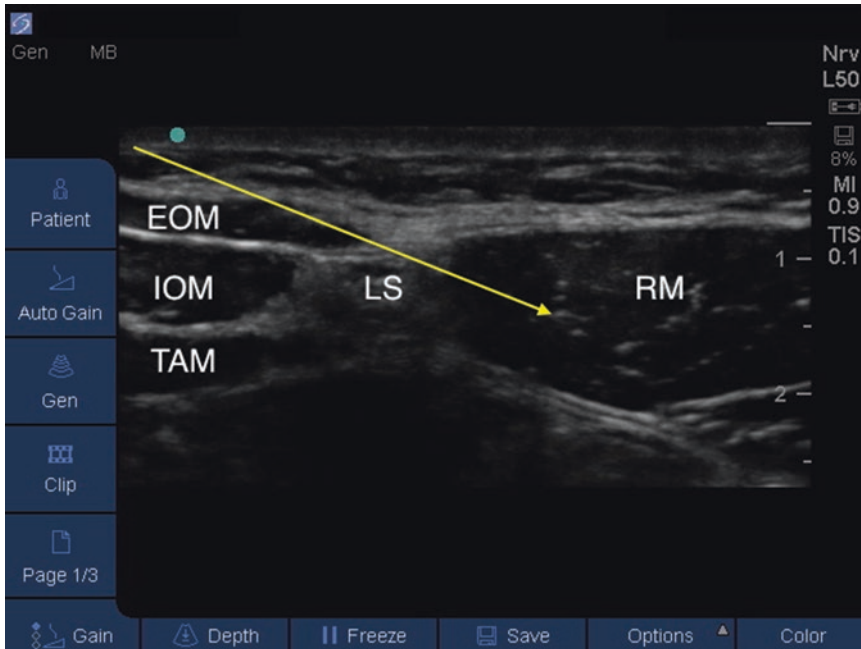 Gen MB
Nrv
L50
8%
MI
0.9
TIS
0.1
Patient
Auto Gain
Gen
Clip
Page 1/3
EOM
IOM
LS
RM
TAM
1
2
Gain
Depth
Freeze
Save
Options
Color